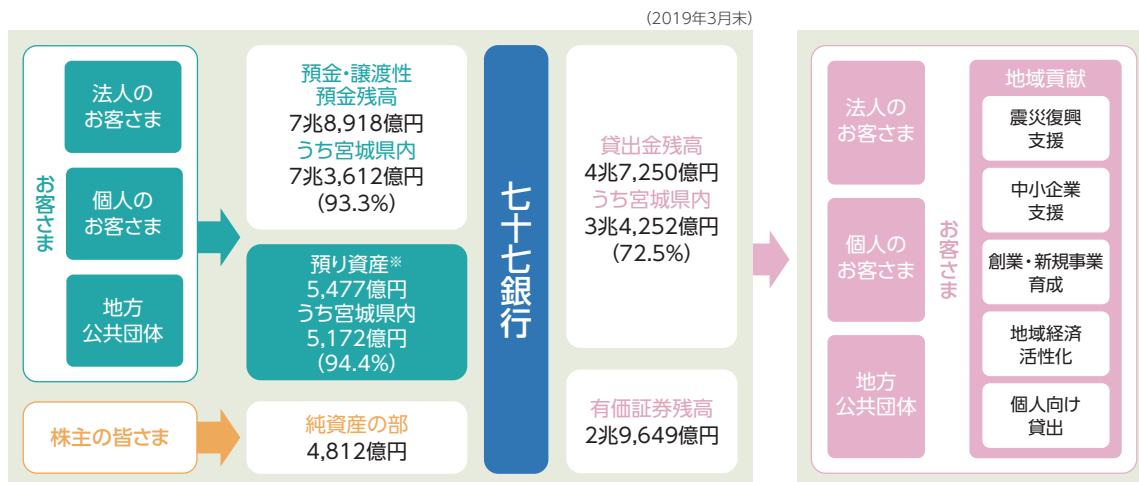 (2019年3月末)
お客さま
法人の
お客さま
個人の
お客さま
地方
公共団体
株主の皆さま
預金・譲渡性
預金残高
7兆8,918億円
うち宮城県内
7兆3,612億円
(93.3%)
預り資産※
5,477億円
うち宮城県内
5,172億円
(94.4%)
純資産の部
4,812億円
七十七銀行
貸出金残高
4兆7,250億円
うち宮城県内
3兆4,252億円
(72.5%)
有価証券残高
2兆9,649億円
法人の
お客さま
個人の
お客さま
地方
公共団体
お客さま
地域貢献
震災復興
支援
中小企業
支援
創業・新規事業
育成
地域経済
活性化
個人向け
貸出